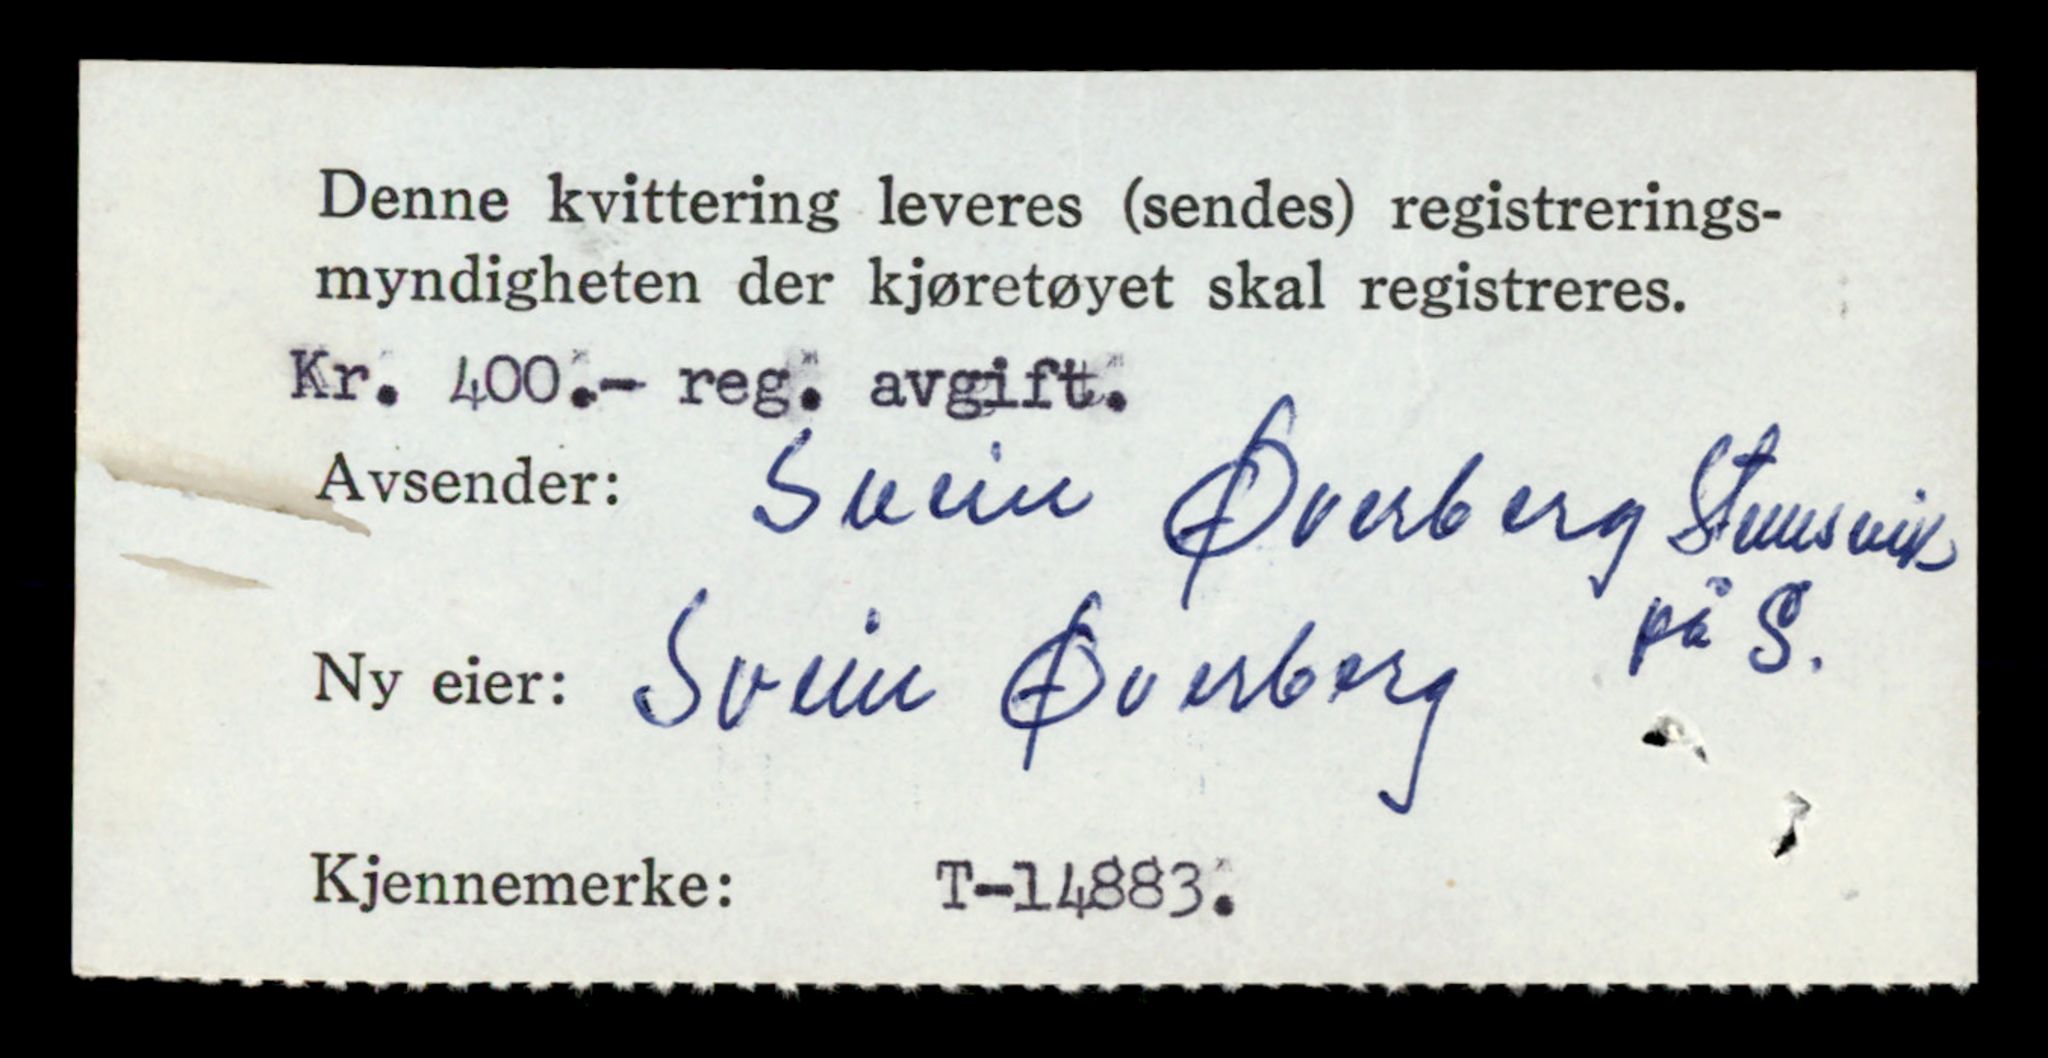 Denne kvittering leveres (sendes) registrerings-
myndigheten der kjøretøyet skal registreres.
Kr. 400.- reg. avgift.
Avsender: Svein Øverberg
på S.
Ny eier: Svein Øverberg
Kjennemerke: T-14883.